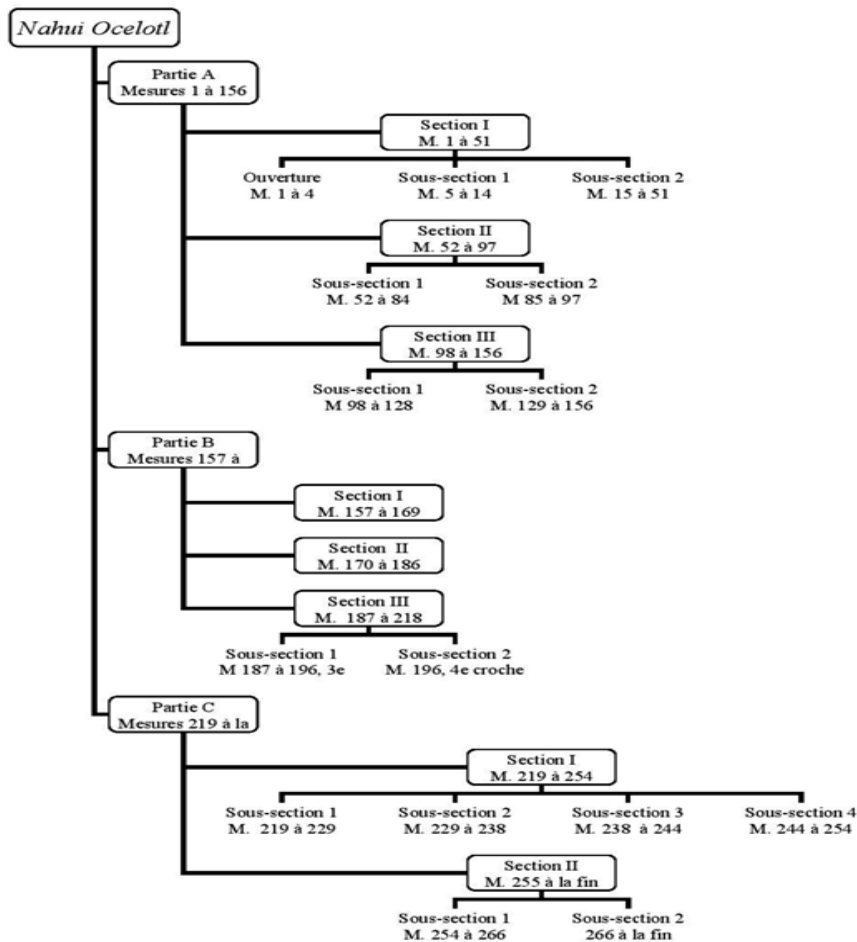 Nahui Ocelotl
Partie A
Mesures 1 à 156
Section I
M. 1 à 51
Ouverture
M. 1 à 4
Sous-section 1
M. 5 à 14
Sous-section 2
M. 15 à 51
Section II
M. 52 à 97
Sous-section 1
M. 52 à 84
Sous-section 2
M 85 à 97
Section III
M. 98 à 156
Sous-section 1
M 98 à 128
Sous-section 2
M. 129 à 156
Partie B
Mesures 157 à
Section I
M. 157 à 169
Section II
M. 170 à 186
Section III
M. 187 à 218
Sous-section 1
M 187 à 196, 3e
Sous-section 2
M. 196, 4e croche
Partie C
Mesures 219 à la
Section I
M. 219 à 254
Sous-section 1
M. 219 à 229
Sous-section 2
M. 229 à 238
Sous-section 3
M. 238 à 244
Sous-section 4
M. 244 à 254
Section II
M. 255 à la fin
Sous-section 1
M. 254 à 266
Sous-section 2
266 à la fin